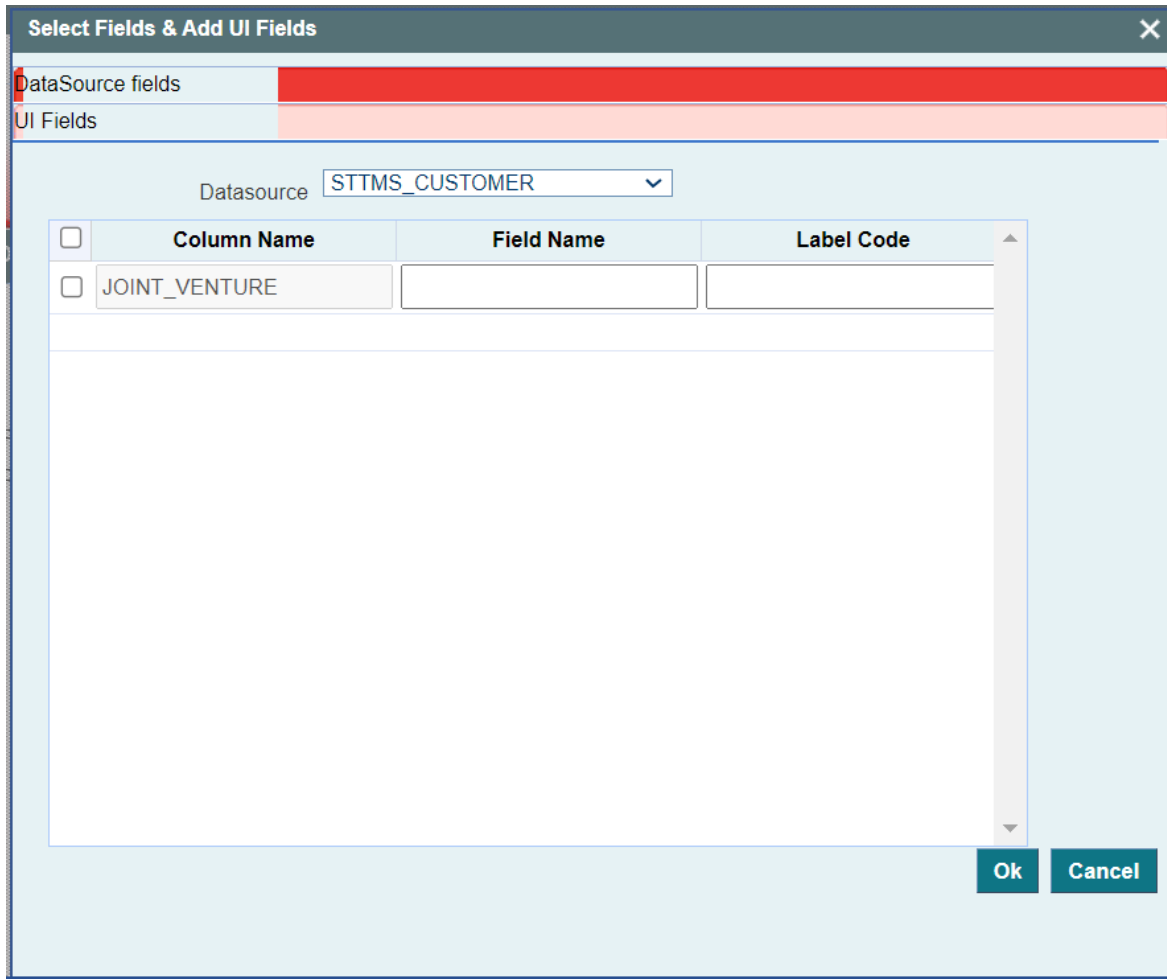 Select Fields & Add UI Fields
DataSource fields
UI Fields
Datasource STTMS_CUSTOMER
Column Name Field Name Label Code
JOINT_VENTURE
Ok Cancel